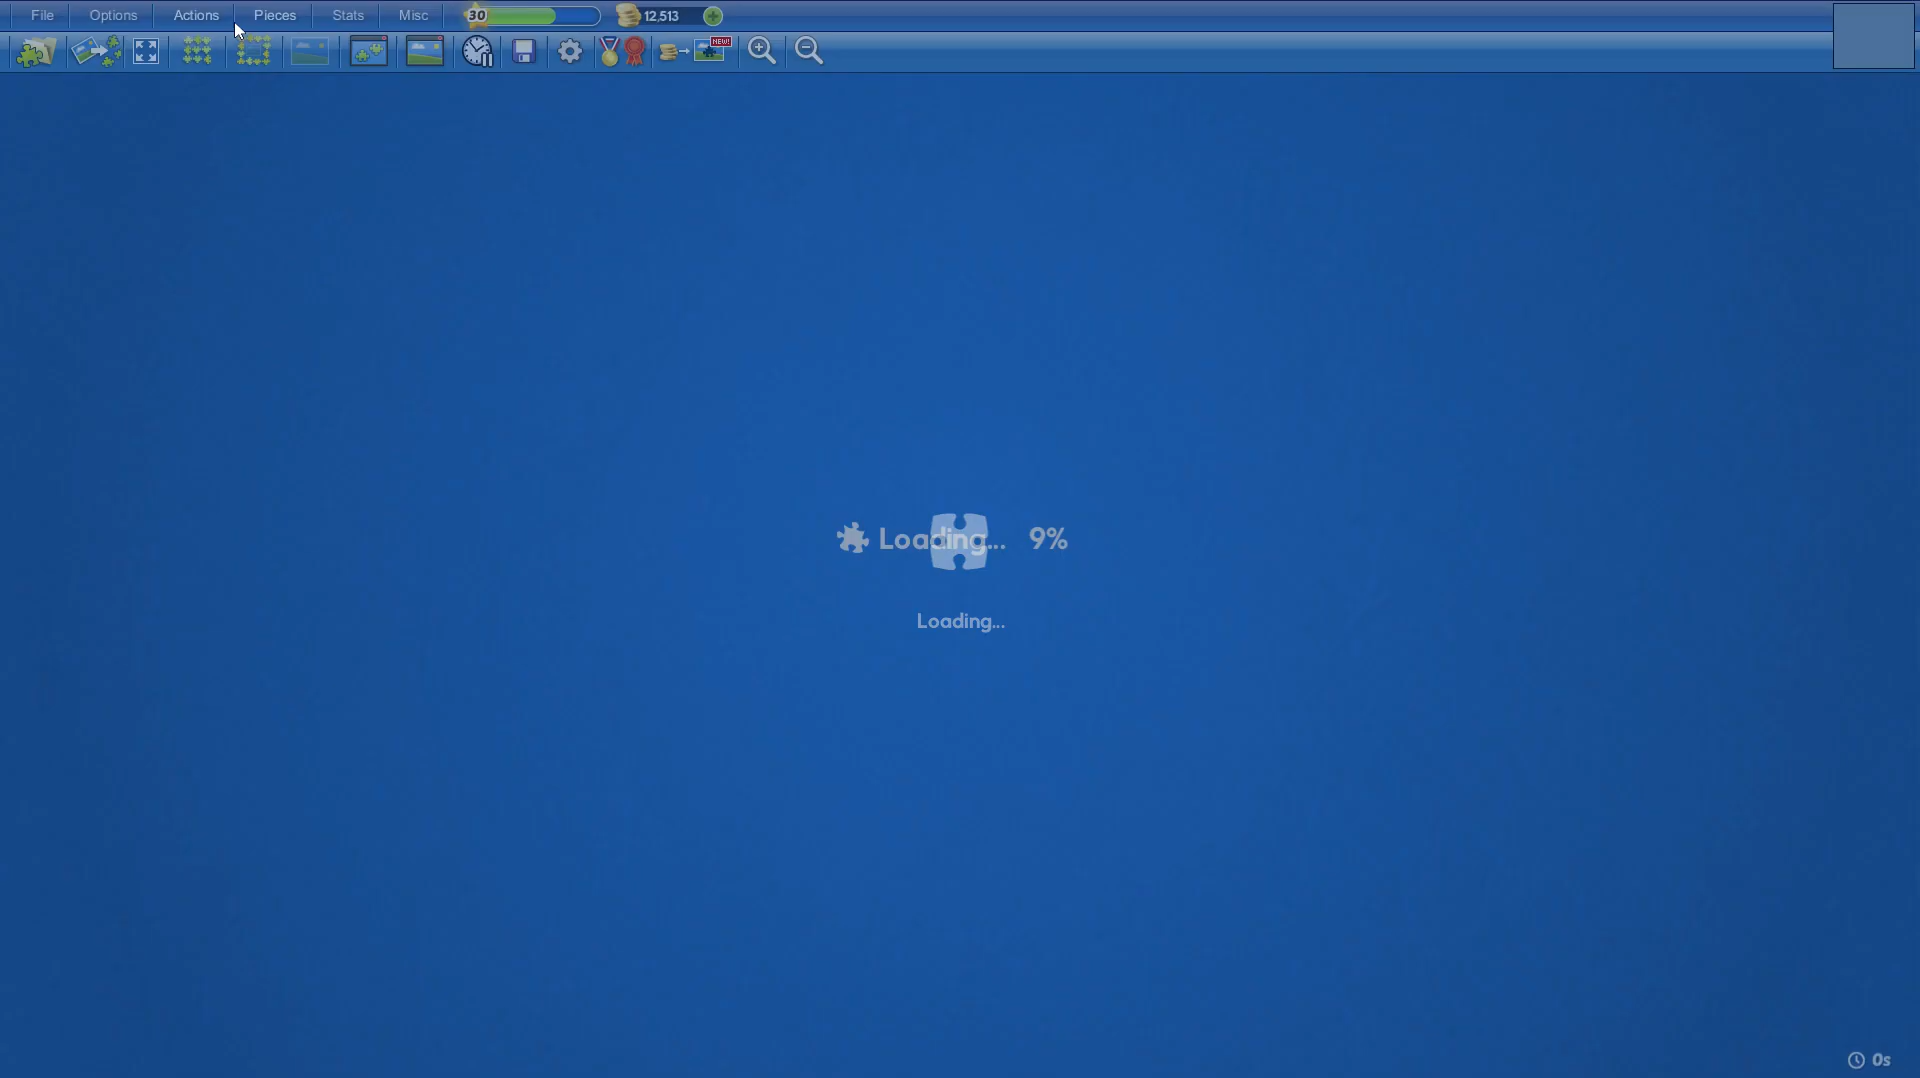 File Options Actions Pieces Stats Misc 30 12,513
NEW!
Loading... 9%
Loading...
0s